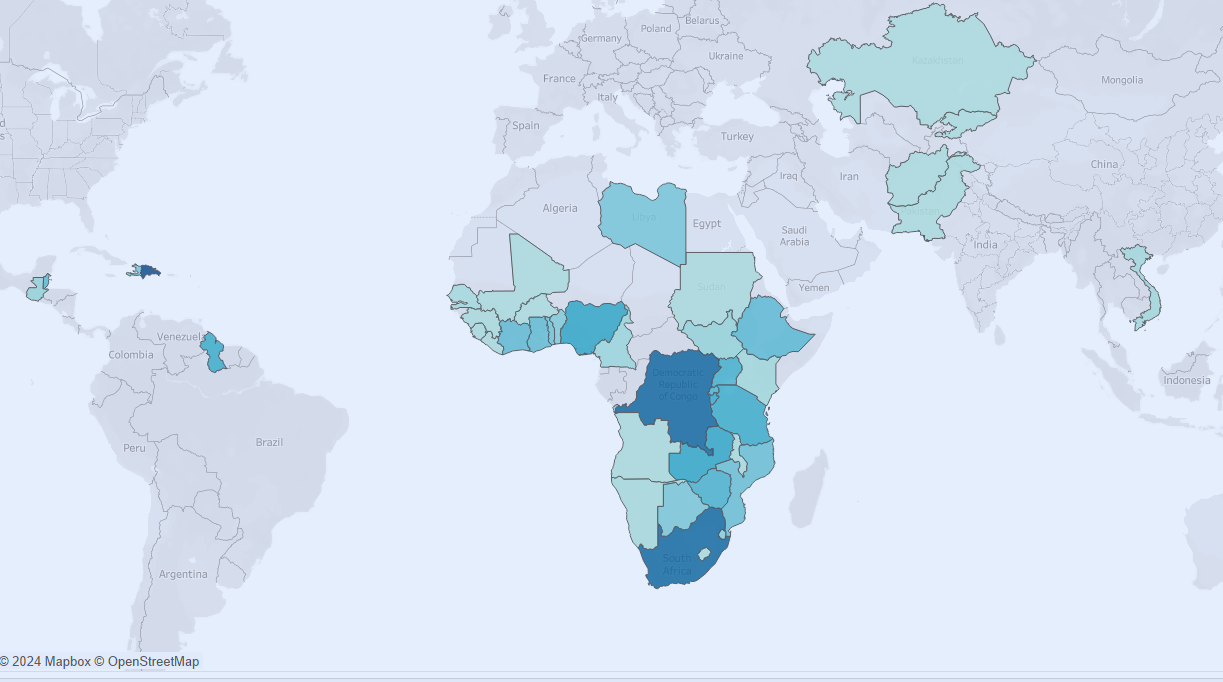 Belarus
Poland
Germany
Ukraine
Kazakhstan
France
Mongolia
Italy
Spain
Turkey
China
Iraq
Iran
Algeria
Libya
Egypt
Saudi
Arabia
India
Sudan
Yemen
Colombia
Democratic
Republic
of Congo
Indonesia
Peru
Brazil
South
Africa
Argentina
© 2024 Mapbox © OpenStreetMap